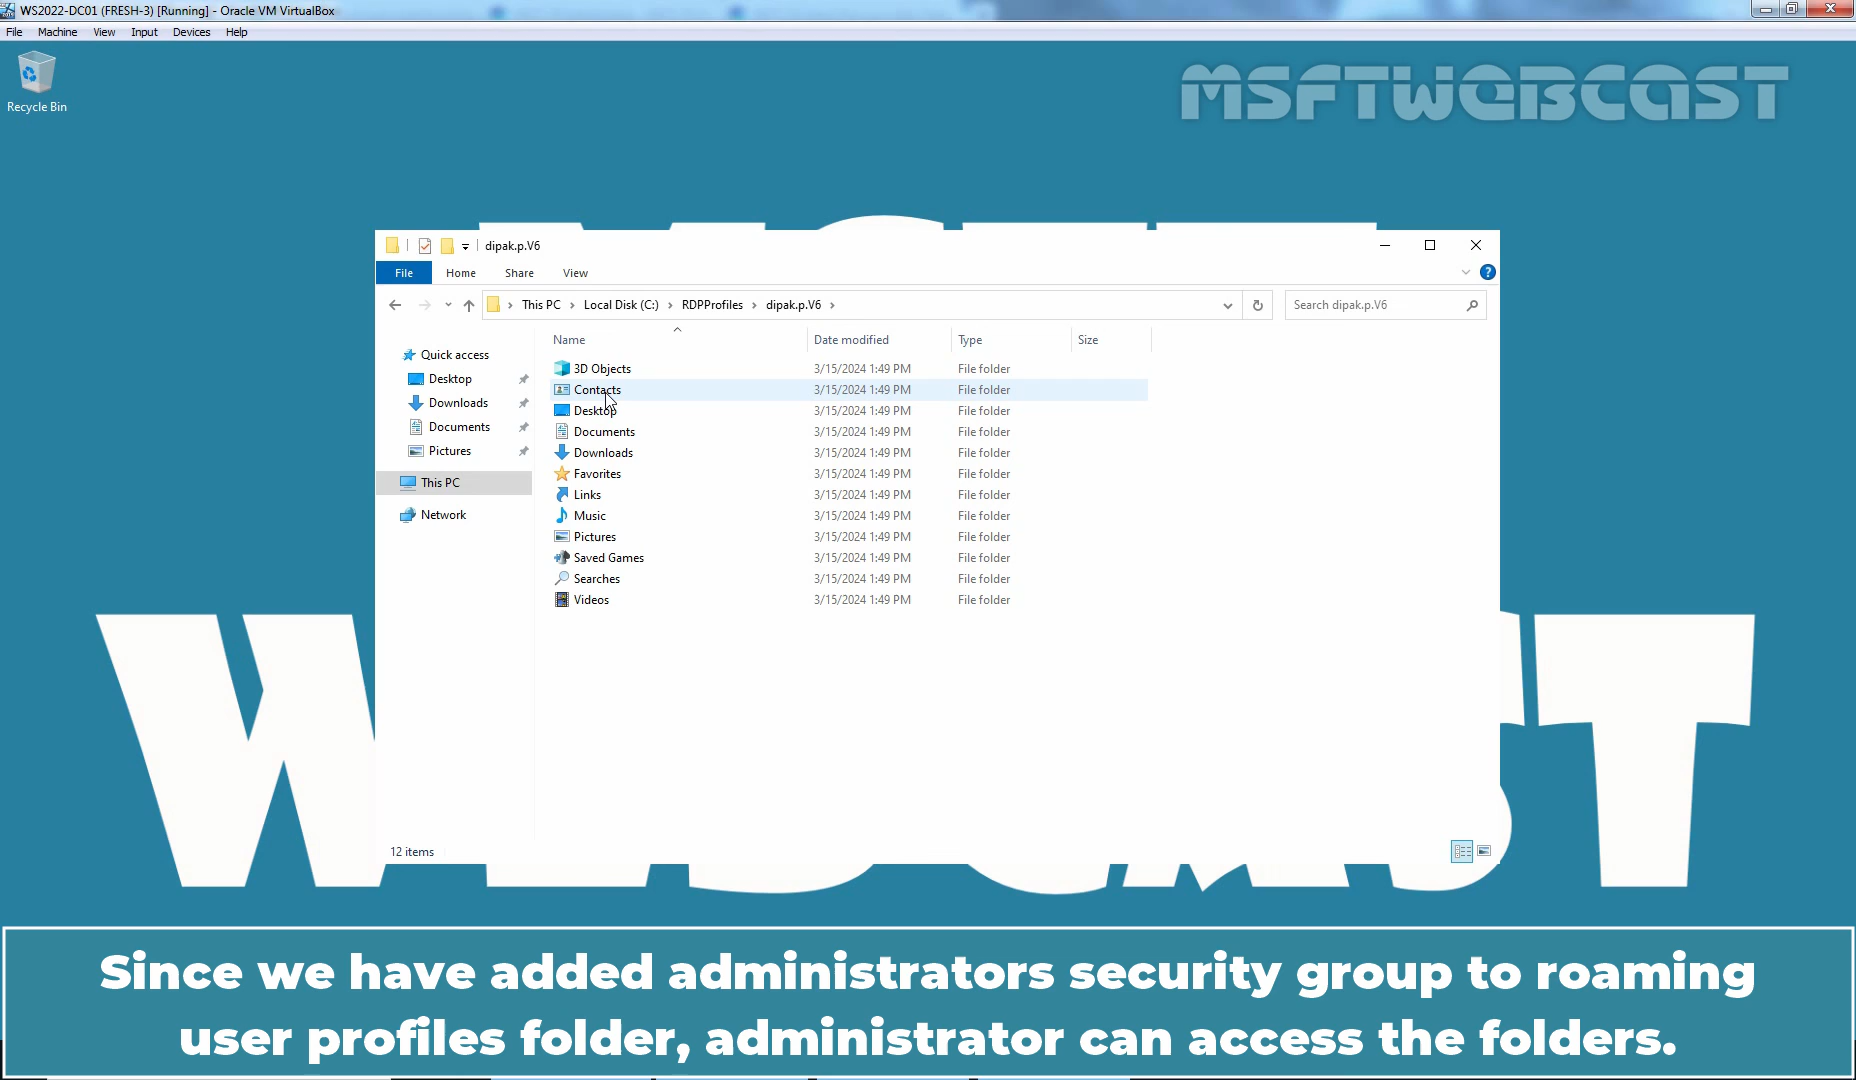 WS2022-DC01 (FRESH-3) [Running] - Oracle VM VirtualBox
File Machine View Input Devices Help
Recycle Bin
MSFTWEBCAST
dipak.p.V6
File Home Share View
This PC Local Disk (C:) RDPProfiles dipak.p.V6
Search dipak.p.V6
Name Date modified Type Size
Quick access
Desktop
Downloads
Documents
Pictures
This PC
Network
3D Objects 3/15/2024 1:49 PM File folder
Contacts 3/15/2024 1:49 PM File folder
Desktop 3/15/2024 1:49 PM File folder
Documents 3/15/2024 1:49 PM File folder
Downloads 3/15/2024 1:49 PM File folder
Favorites 3/15/2024 1:49 PM File folder
Links 3/15/2024 1:49 PM File folder
Music 3/15/2024 1:49 PM File folder
Pictures 3/15/2024 1:49 PM File folder
Saved Games 3/15/2024 1:49 PM File folder
Searches 3/15/2024 1:49 PM File folder
Videos 3/15/2024 1:49 PM File folder
12 items
Since we have added administrators security group to roaming
user profiles folder, administrator can access the folders.